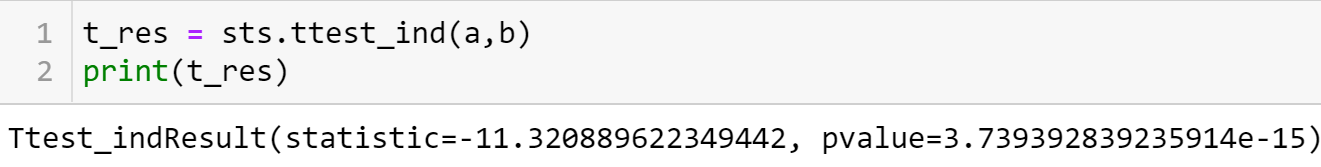 1 t_res = sts.ttest_ind(a,b)
2 print(t_res)
Ttest_indResult(statistic=-11.320889622349442, pvalue=3.739392839235914e-15)